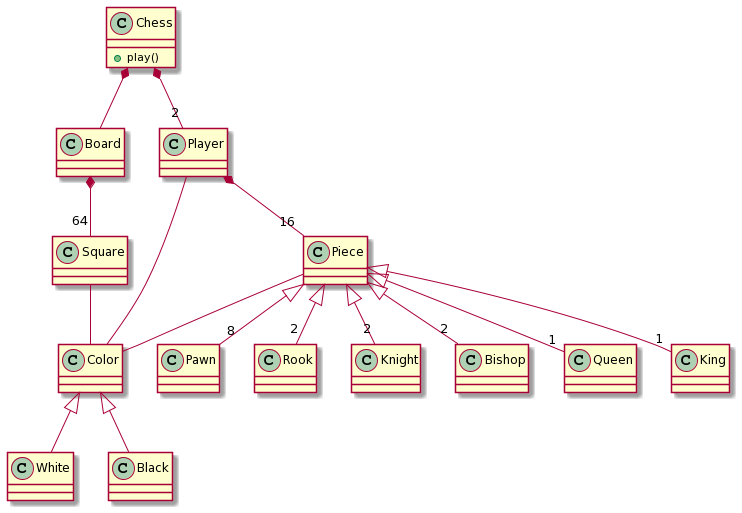 C Chess
play()
2
C Board
C Player
64
16
C Square
C Piece
8
2
2
2
1
1
C Color
C Pawn
C Rook
C Knight
C Bishop
C Queen
C King
C White
C Black